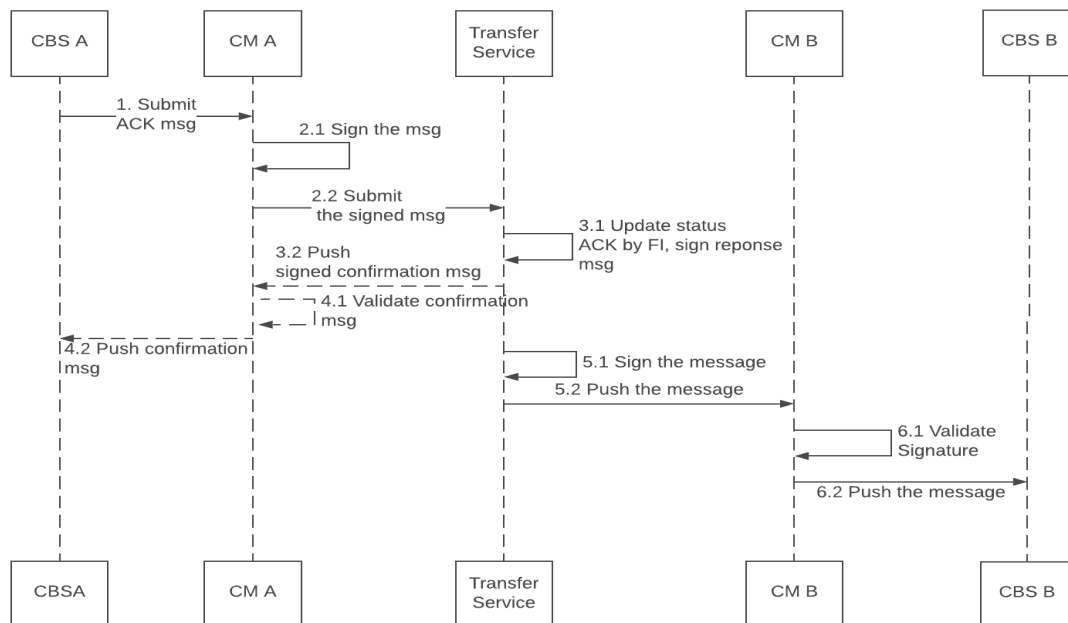 CBS A
CM A
Transfer
Service
CM B
CBS B
1. Submit
ACK msg
2.1 Sign the msg
2.2 Submit
the signed msg
3.1 Update status
ACK by FI, sign reponse
msg
3.2 Push
signed confirmation msg
4.1 Validate confirmation
msg
4.2 Push confirmation
msg
5.1 Sign the message
5.2 Push the message
6.1 Validate
Signature
6.2 Push the message
CBSA
CM A
Transfer
Service
CM B
CBS B